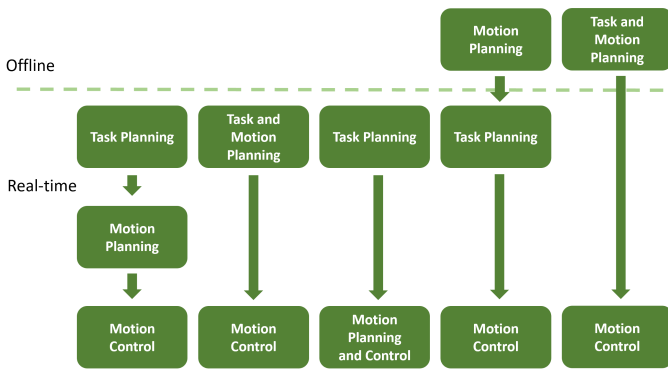 Offline
Motion
Planning
Task and
Motion
Planning
Real-time
Task Planning
Task and
Motion
Planning
Task Planning
Task Planning
Motion
Planning
Motion
Control
Motion
Control
Motion
Planning
and Control
Motion
Control
Motion
Control